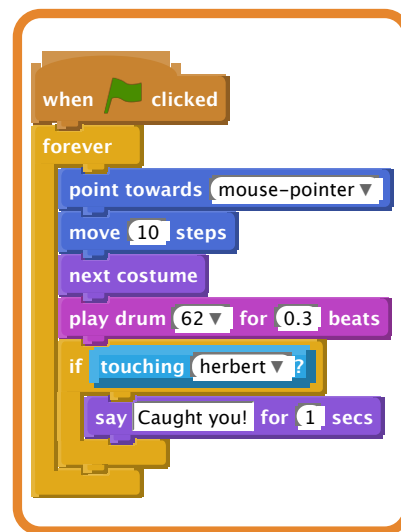 when clicked
forever
point towards mouse-pointer
move 10 steps
next costume
play drum 62 for 0.3 beats
if touching herbert ?
say Caught you! for 1 secs